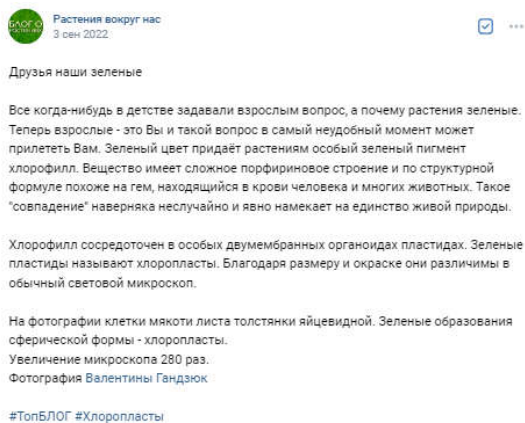 БЛОГ О
Растения вокруг нас
3 сен 2022
Друзья наши зеленые
Все когда-нибудь в детстве задавали взрослым вопрос, а почему растения зеленые.
Теперь взрослые - это Вы и такой вопрос в самый неудобный момент может
прилететь Вам. Зеленый цвет придаёт растениям особый зеленый пигмент
хлорофилл. Вещество имеет сложное порфириновое строение и по структурной
формуле похоже на гем, находящийся в крови человека и многих животных. Такое
"совпадение" наверняка неслучайно и явно намекает на единство живой природы.
Хлорофилл сосредоточен в особых двумембранных органоидах пластидах. Зеленые
пластиды называют хлоропласты. Благодаря размеру и окраске они различимы в
обычный световой микроскоп.
На фотографии клетки мякоти листа толстянки яйцевидной. Зеленые образования
сферической формы - хлоропласты.
Увеличение микроскопа 280 раз.
Фотография Валентины Гандзюк
#ТопБЛОГ #Хлоропласты